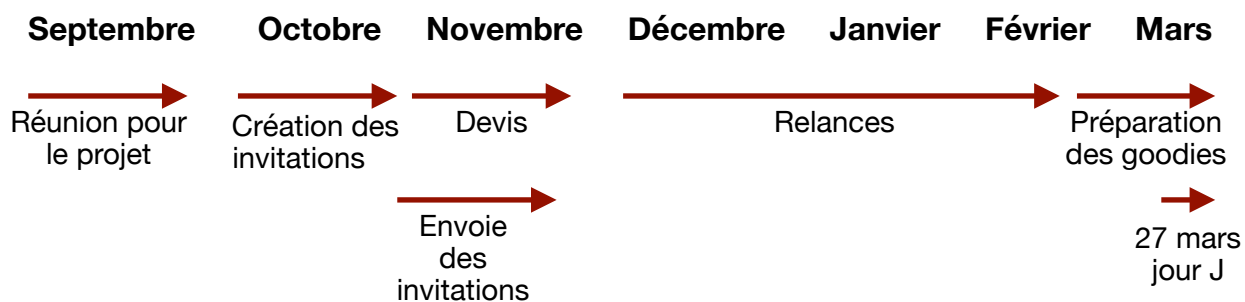 Septembre Octobre Novembre Décembre Janvier Février Mars
Réunion pour
le projet
Création des
invitations
Devis
Relances
Préparation
des goodies
Envoie
des
invitations
27 mars
jour J